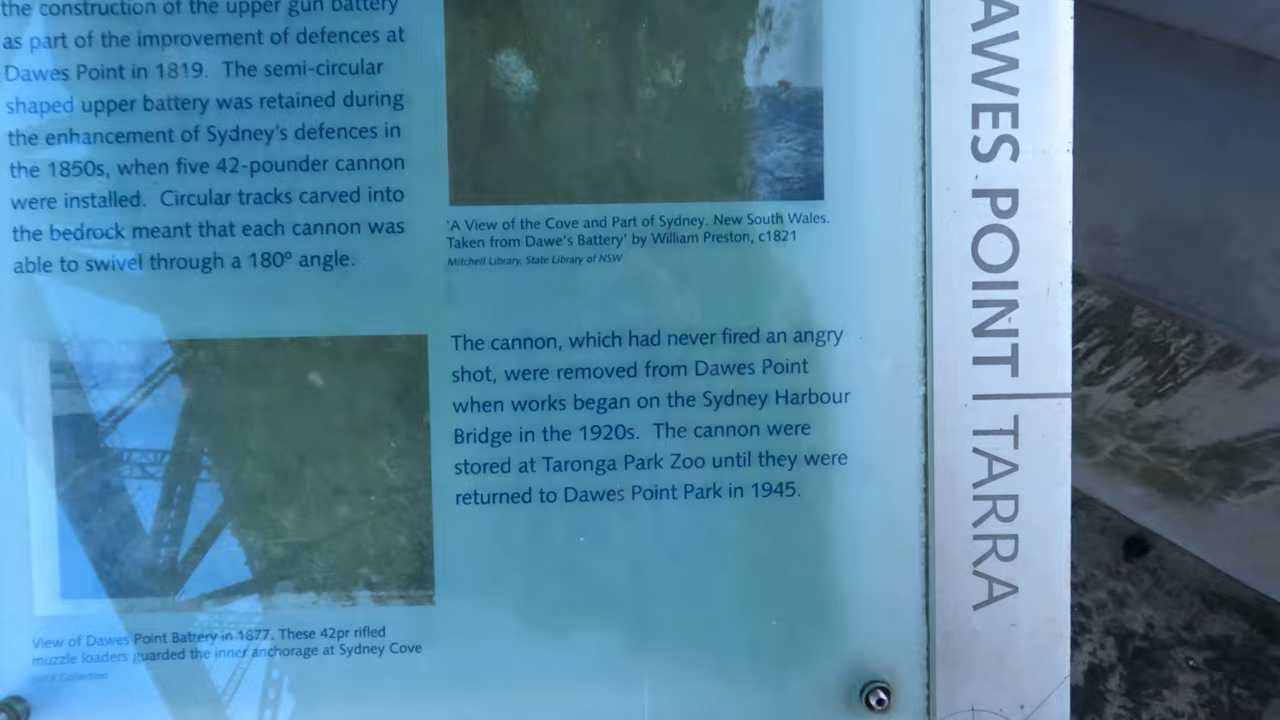 the construction of the upper gun battery
as part of the improvement of defences at
Dawes Point in 1819. The semi-circular
shaped upper battery was retained during
the enhancement of Sydney's defences in
the 1850s, when five 42-pounder cannon
were installed. Circular tracks carved into
the bedrock meant that each cannon was
able to swivel through a 180º angle.
View of Dawes Point Battery in 1877. These 42pr rifled
muzzle loaders guarded the inner anchorage at Sydney Cove
Collection
'A View of the Cove and Part of Sydney. New South Wales.
Taken from Dawe's Battery' by William Preston, c1821
Mitchell Library, State Library of NSW
The cannon, which had never fired an angry
shot, were removed from Dawes Point
when works began on the Sydney Harbour
Bridge in the 1920s. The cannon were
stored at Taronga Park Zoo until they were
returned to Dawes Point Park in 1945.
AWES POINT TARRA